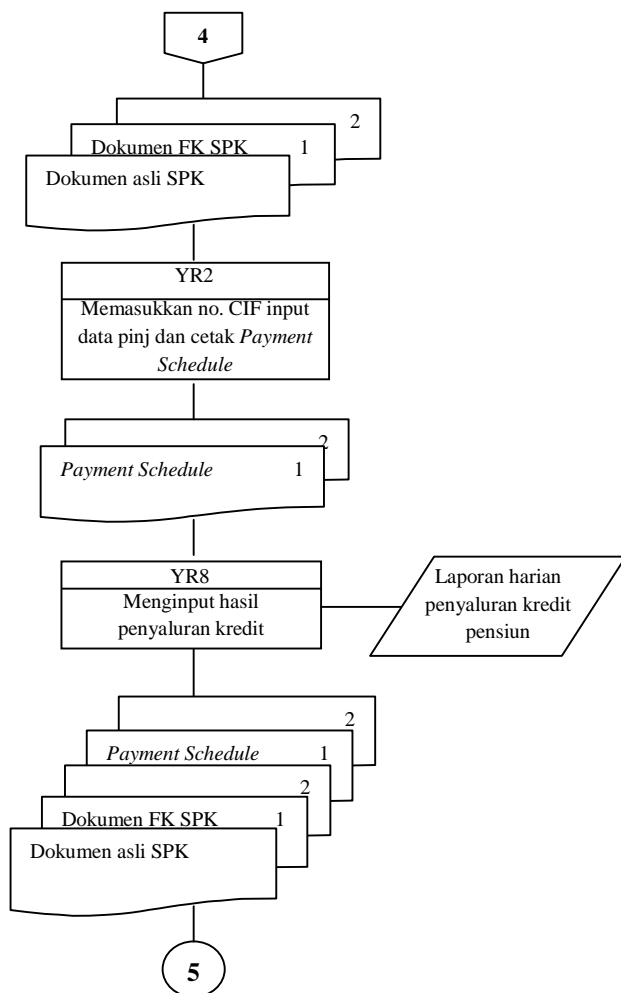 4
2
Dokumen FK SPK 1
Dokumen asli SPK
YR2
Memasukkan no. CIF input
data pinj dan cetak Payment
Schedule
2
Payment Schedule 1
YR8
Menginput hasil
penyaluran kredit
Laporan harian
penyaluran kredit
pensiun
2
Payment Schedule 1
2
Dokumen FK SPK 1
Dokumen asli SPK
5